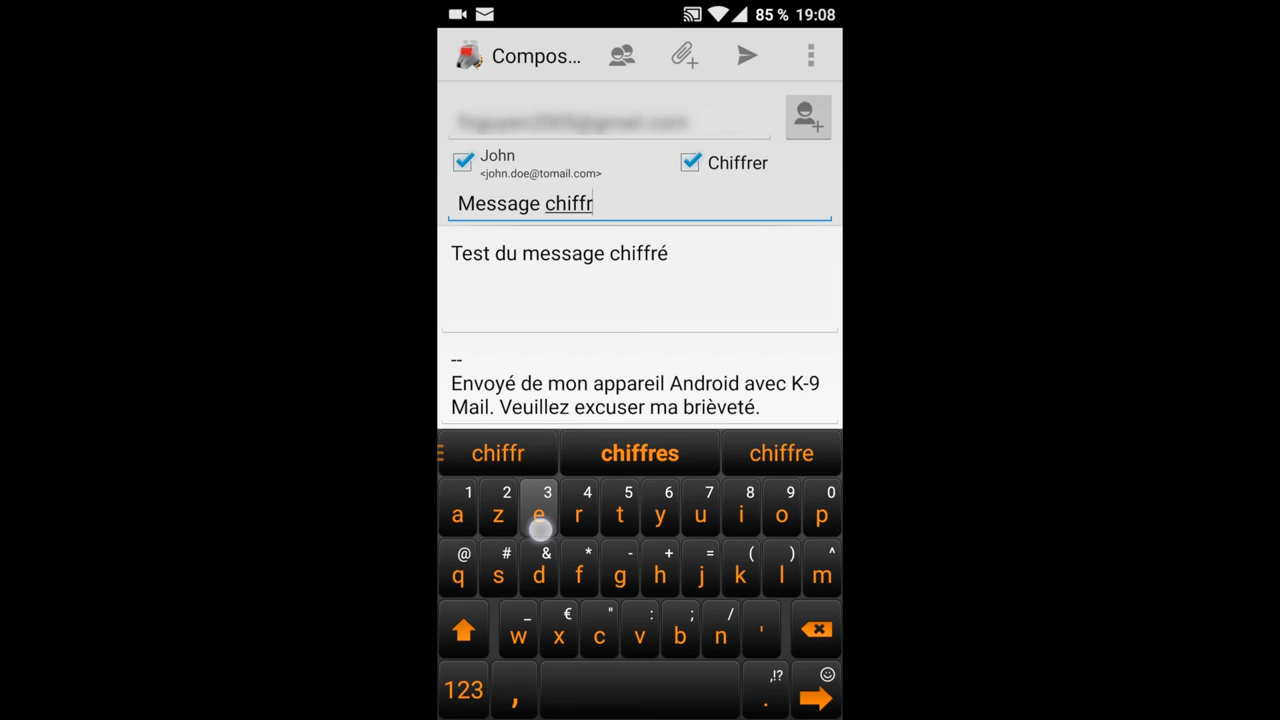 85 % 19:08
Compos...
John
<john.doe@tomail.com>
Chiffrer
Message chiffr
Test du message chiffré
--
Envoyé de mon appareil Android avec K-9
Mail. Veuillez excuser ma brièveté.
chiffr chiffres chiffre
1 2 3 4 5 6 7 8 9 0
a z e r t y u i o p
@ # & * - + = ( ) ^
q s d f g h j k l m
_ € " : ; /
w x c v b n '
,!?
123 , .